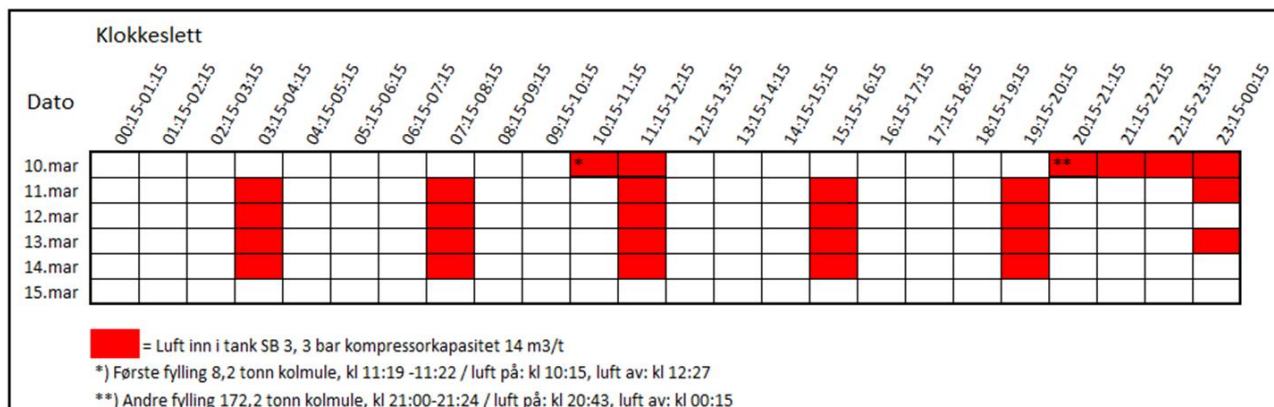 Klokkeslett
Dato
00:15-01:15
01:15-02:15
02:15-03:15
03:15-04:15
04:15-05:15
05:15-06:15
06:15-07:15
07:15-08:15
08:15-09:15
09:15-10:15
10:15-11:15
11:15-12:15
12:15-13:15
13:15-14:15
14:15-15:15
15:15-16:15
16:15-17:15
17:15-18:15
18:15-19:15
19:15-20:15
20:15-21:15
21:15-22:15
22:15-23:15
23:15-00:15
10.mar * **
11.mar
12.mar
13.mar
14.mar
15.mar
= Luft inn i tank SB 3, 3 bar kompressorkapasitet 14 m3/t
*) Første fylling 8,2 tonn kolmule, kl 11:19 -11:22 / luft på: kl 10:15, luft av: kl 12:27
**) Andre fylling 172,2 tonn kolmule, kl 21:00-21:24 / luft på: kl 20:43, luft av: kl 00:15